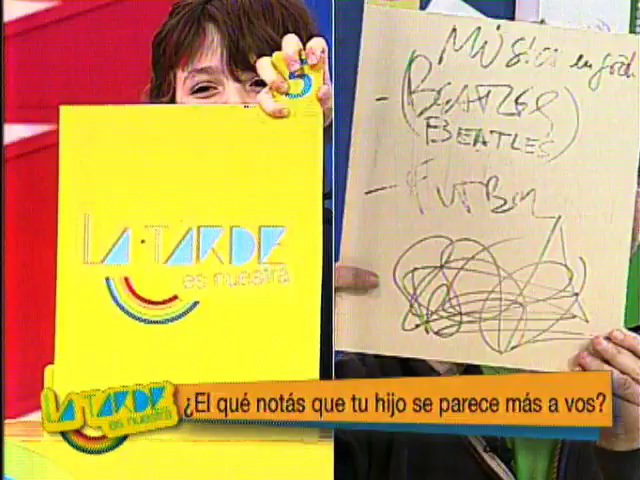 5
LA TARDE
es nuestra
Música en gral
- (BEATLES)
BEATLES
- FUTBOL
LA TARDE
es nuestra
¿El qué notás que tu hijo se parece más a vos?